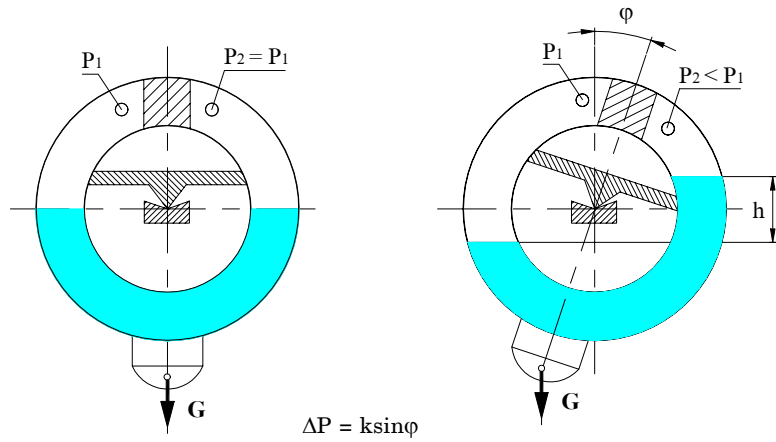 P1
P2 = P1
G
φ
P1
P2 < P1
h
G
ΔP = ksinφ